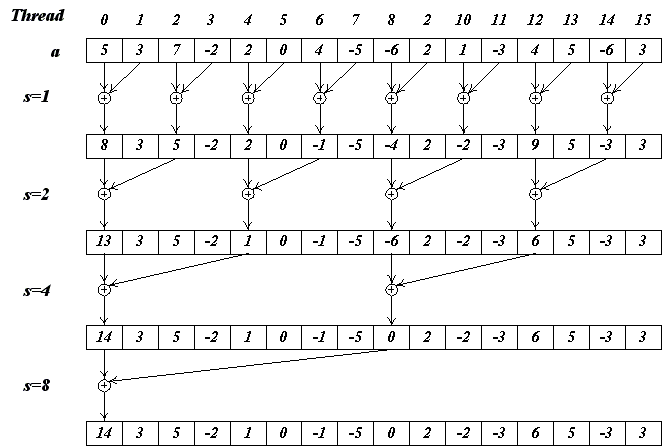 Thread 0 1 2 3 4 5 6 7 8 2 10 11 12 13 14 15
a 5 3 7 -2 2 0 4 -5 -6 2 1 -3 4 5 -6 3
s=1 + + + + + + + +
8 3 5 -2 2 0 -1 -5 -4 2 -2 -3 9 5 -3 3
s=2 + + + +
13 3 5 -2 1 0 -1 -5 -6 2 -2 -3 6 5 -3 3
s=4 + +
14 3 5 -2 1 0 -1 -5 0 2 -2 -3 6 5 -3 3
s=8 +
14 3 5 -2 1 0 -1 -5 0 2 -2 -3 6 5 -3 3